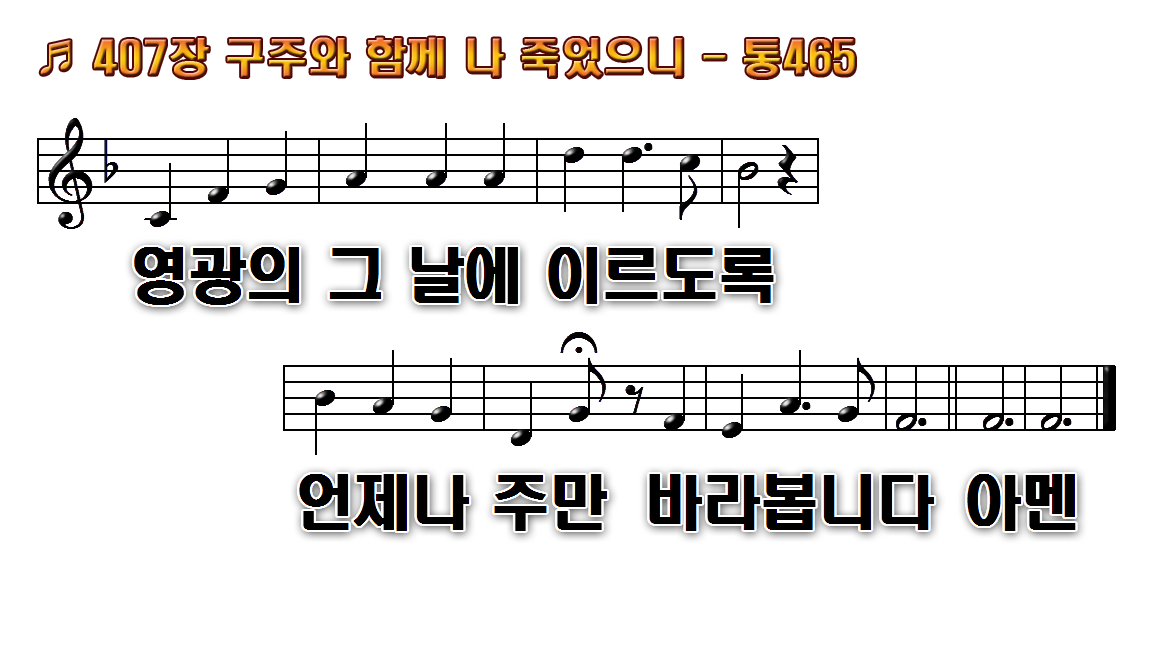 407장 구주와 함께 나 죽었으니 - 통465
영광의 그 날에 이르도록
언제나 주만 바라봅니다 아멘